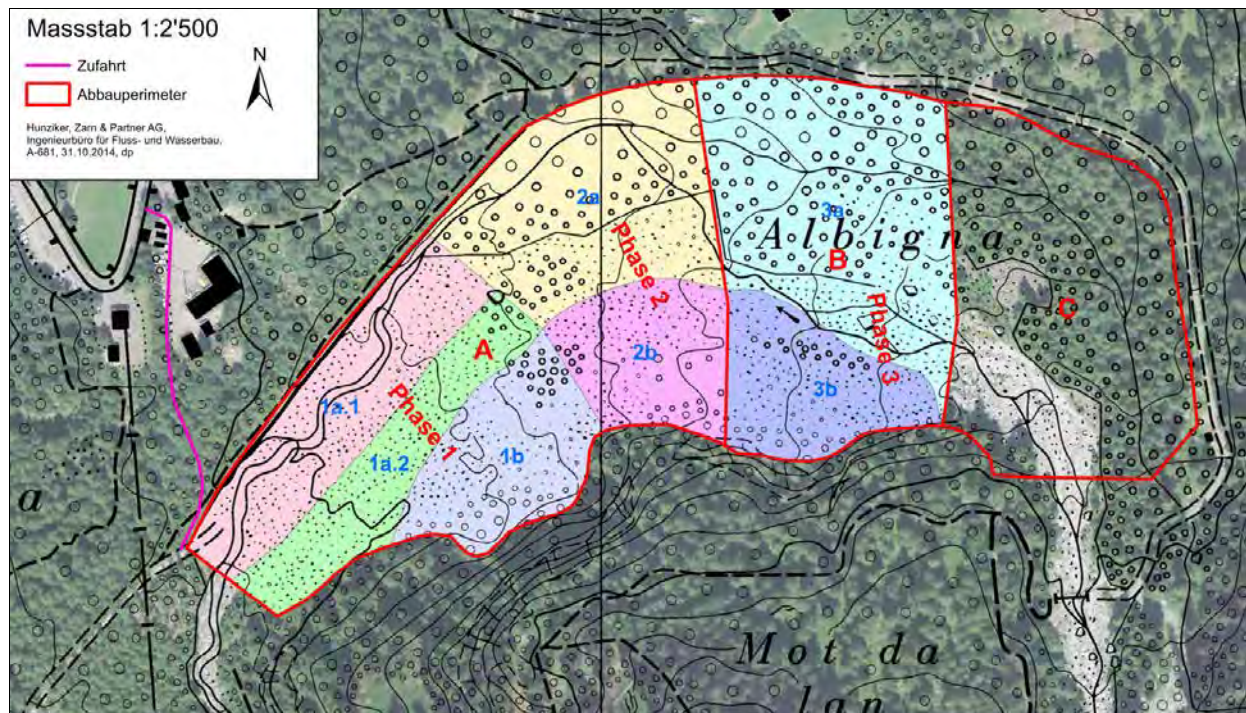 Massstab 1:2'500
Zufahrt
Abbauperimeter
N
Hunziker, Zarn & Partner AG,
Ingenieurbüro für Fluss- und Wasserbau.
A-681, 31.10.2014, dp
2a
3a
Albigna
B
Phase 2
Phase 3
C
A
2b
3b
1a.1
Phase 1
1a.2
1b
a
Mot da
lan